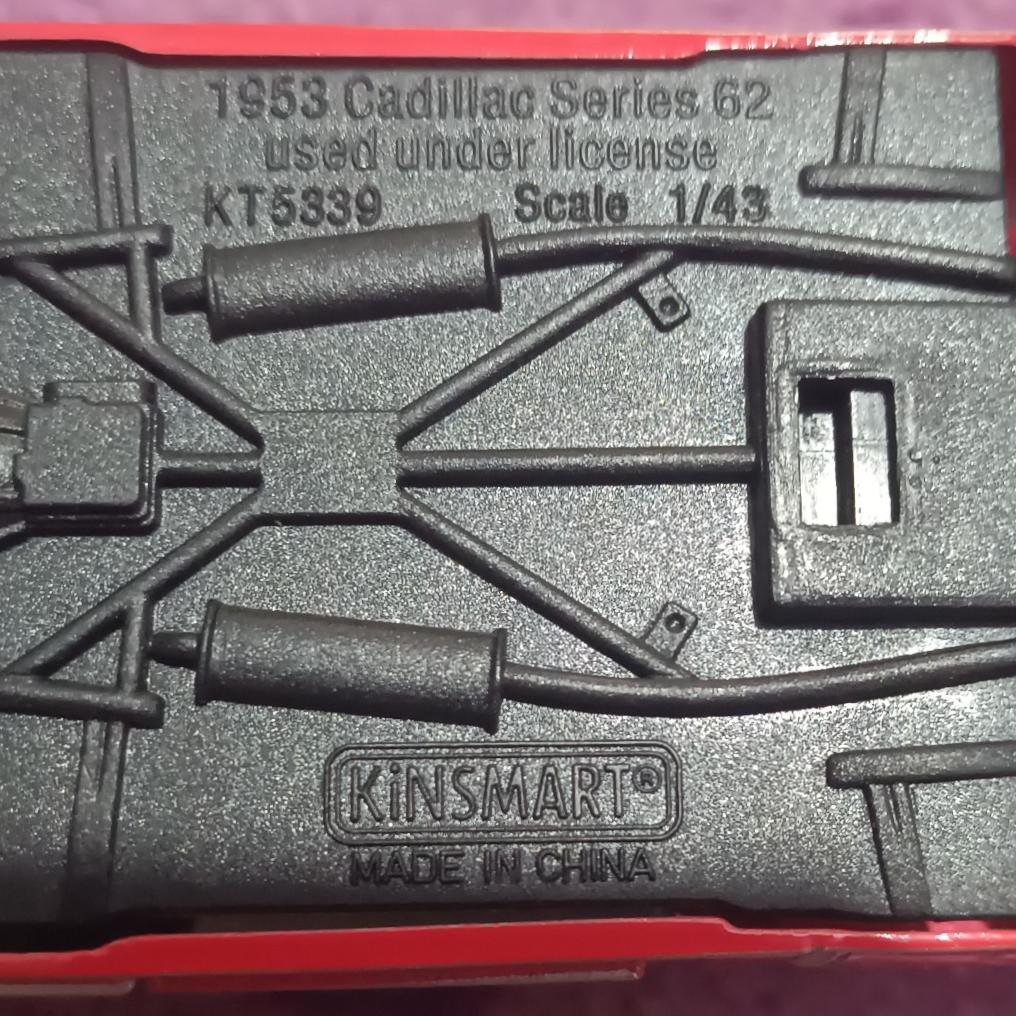 1953 Cadillac Series 62
used under license
KT5339 Scale 1/43
KiNSMART®
MADE IN CHINA